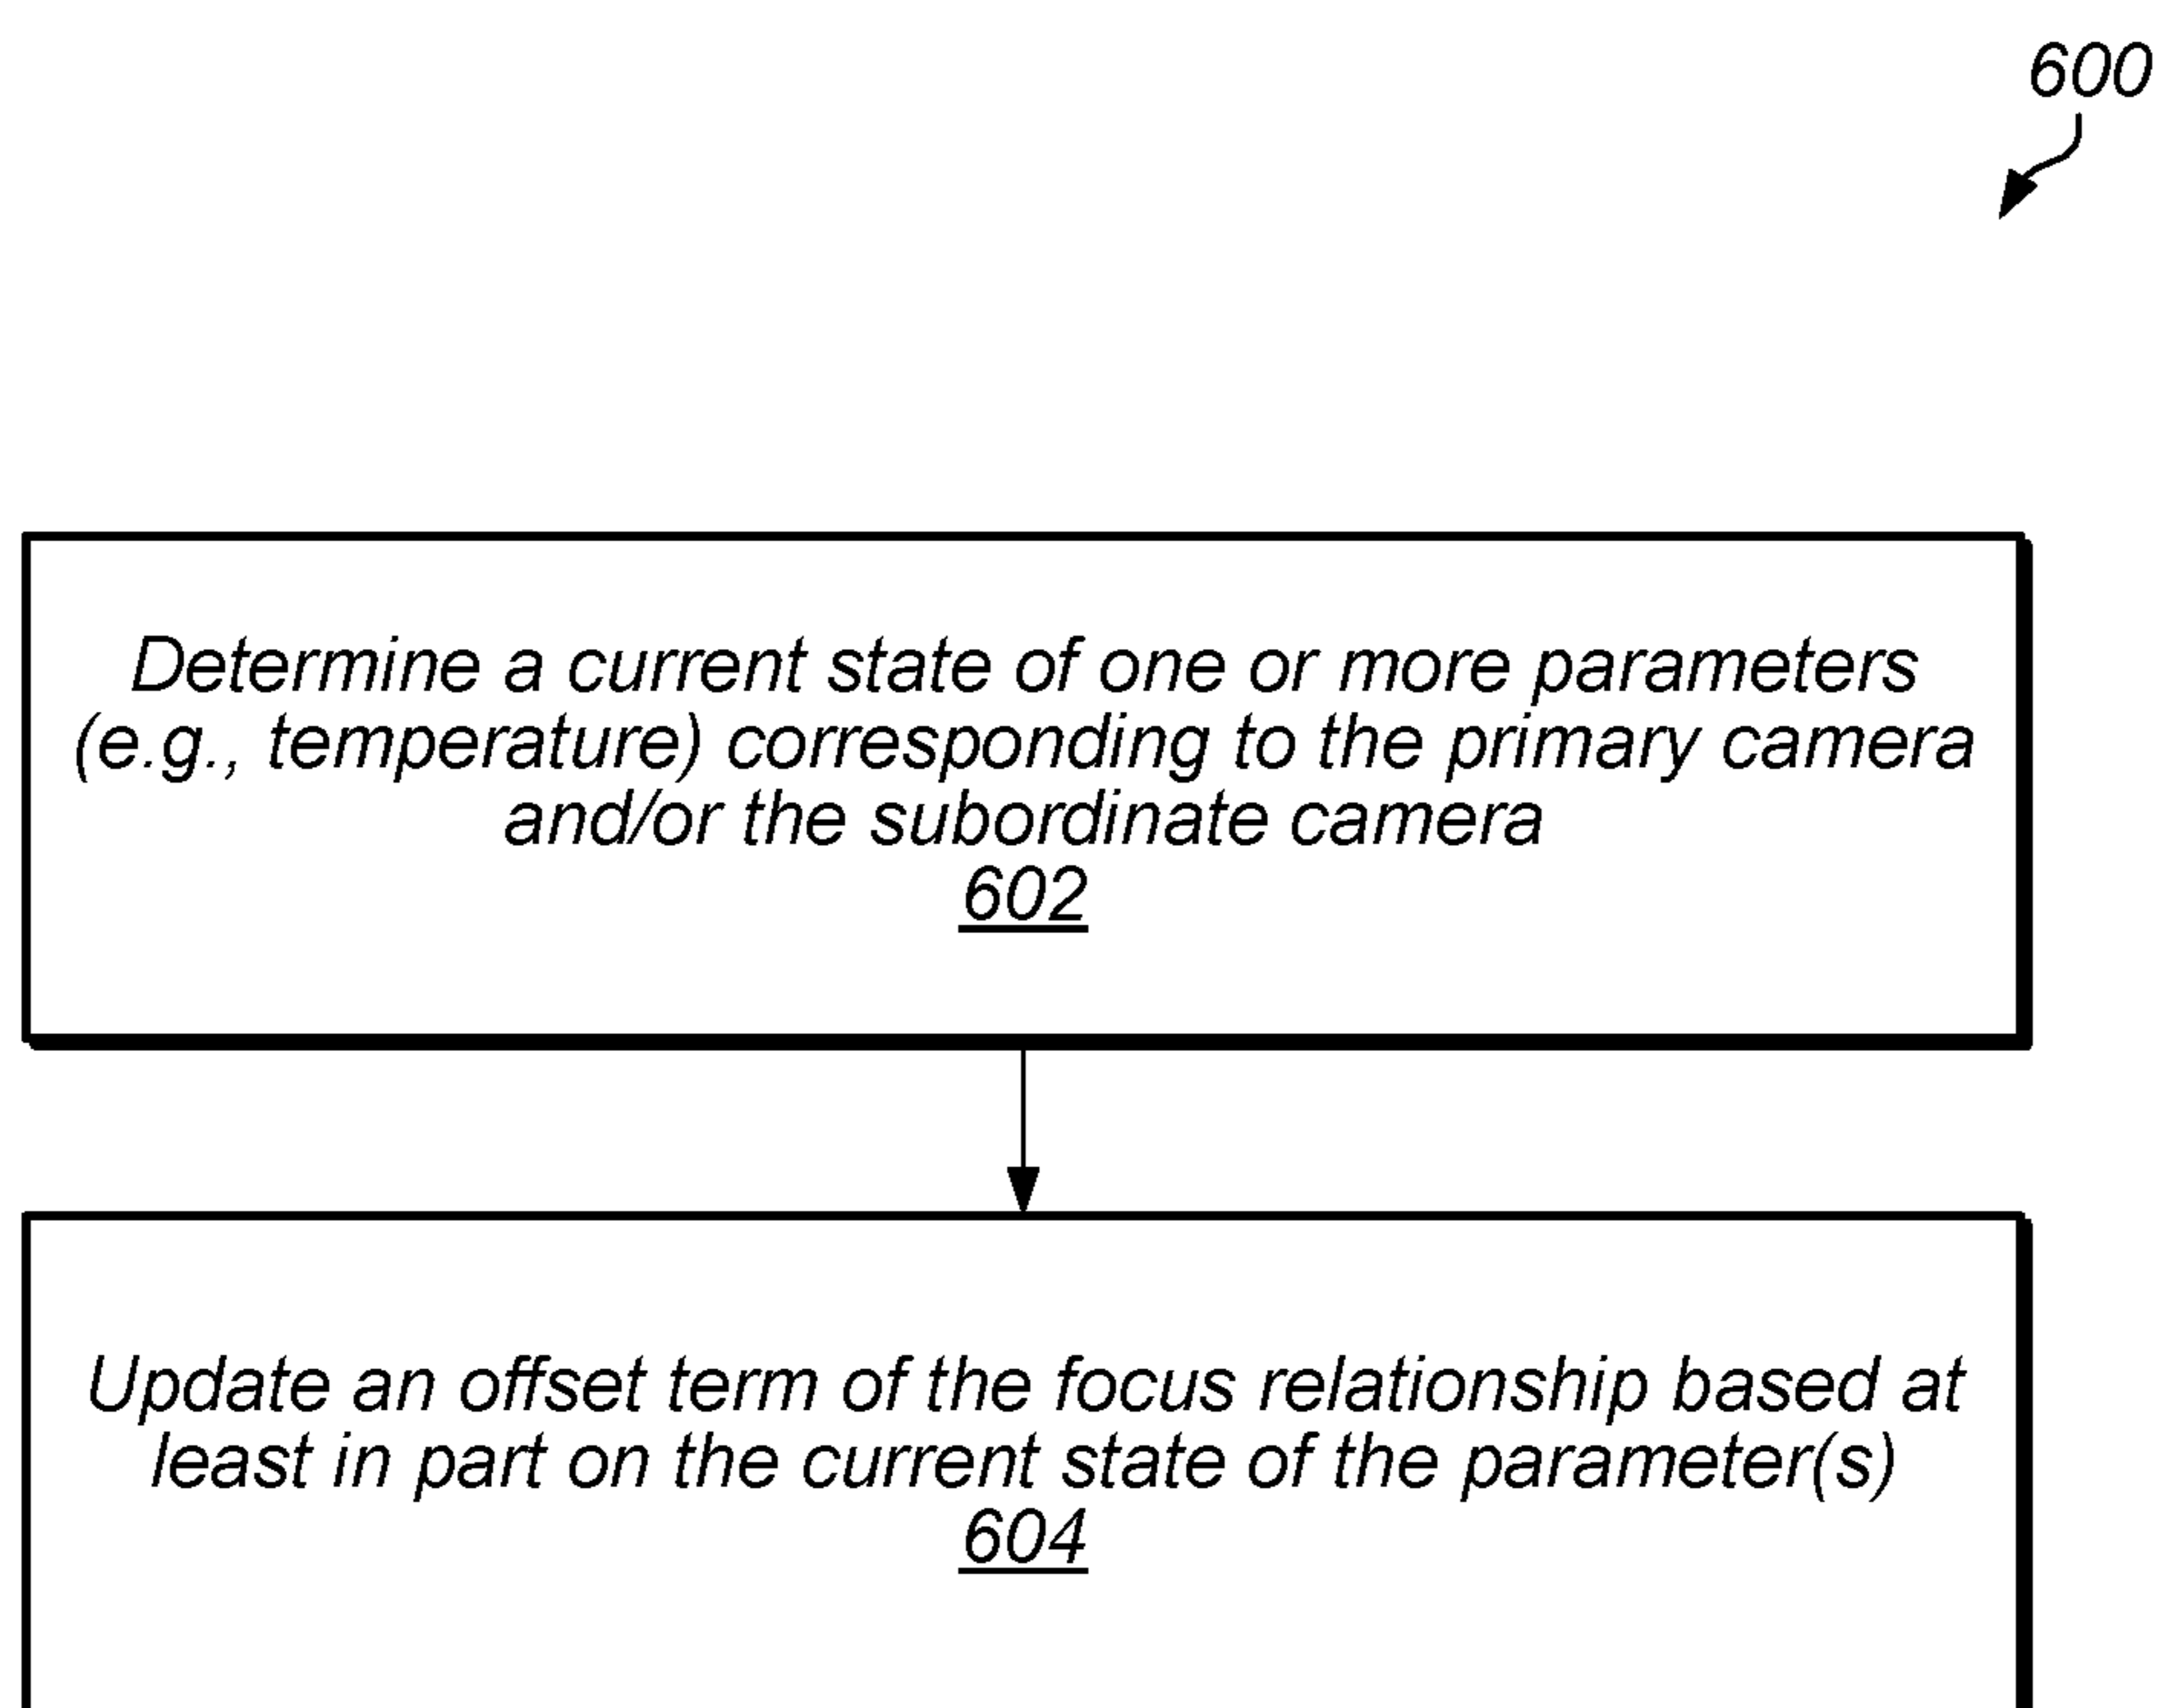 600
Determine a current state of one or more parameters
(e.g., temperature) corresponding to the primary camera
and/or the subordinate camera
602
Update an offset term of the focus relationship based at
least in part on the current state of the parameter(s)
604